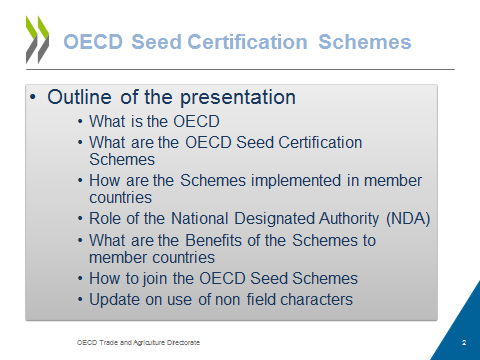 OECD Seed Certification Schemes
• Outline of the presentation
• What is the OECD
• What are the OECD Seed Certification
Schemes
• How are the Schemes implemented in member
countries
• Role of the National Designated Authority (NDA)
• What are the Benefits of the Schemes to
member countries
• How to join the OECD Seed Schemes
• Update on use of non field characters
OECD Trade and Agriculture Directorate
2